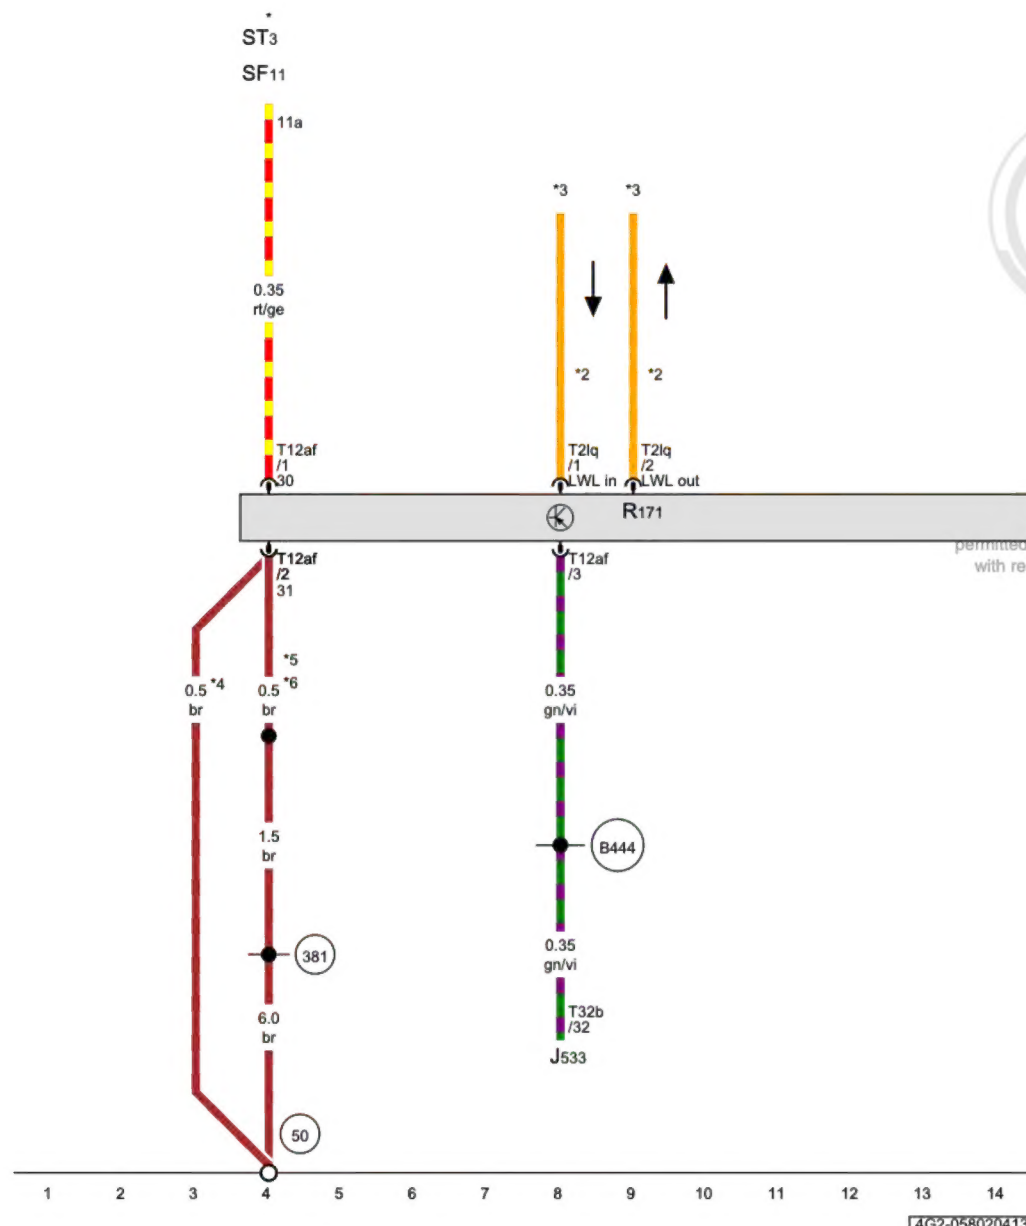 *
ST3
SF11
11a
*3
*3
0.35
rt/ge
*2
*2
T12af
/1
30
T2lq
/1
LWL in
T2lq
/2
LWL out
R171
T12af
/2
31
T12af
/3
permitted
with re
*5
0.5 *4
br
0.5 *6
br
0.35
gn/vi
1.5
br
B444
381
0.35
gn/vi
6.0
br
T32b
/32
J533
50
1 2 3 4 5 6 7 8 9 10 11 12 13 14
4G2-058020413